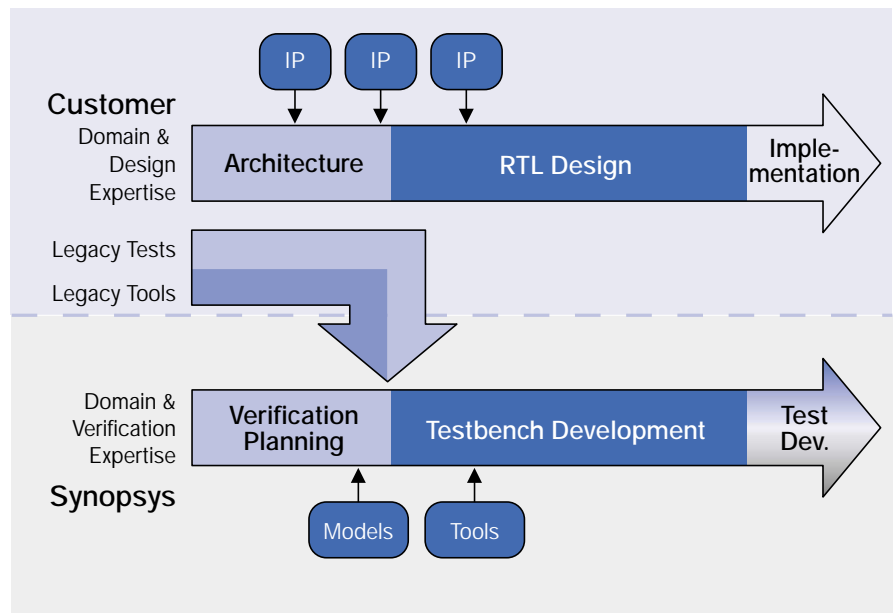 IP
IP
IP
Customer
Domain &
Design
Expertise
Architecture
RTL Design
Imple-
mentation
Legacy Tests
Legacy Tools
Domain &
Verification
Expertise
Verification
Planning
Testbench Development
Test
Dev.
Synopsys
Models
Tools